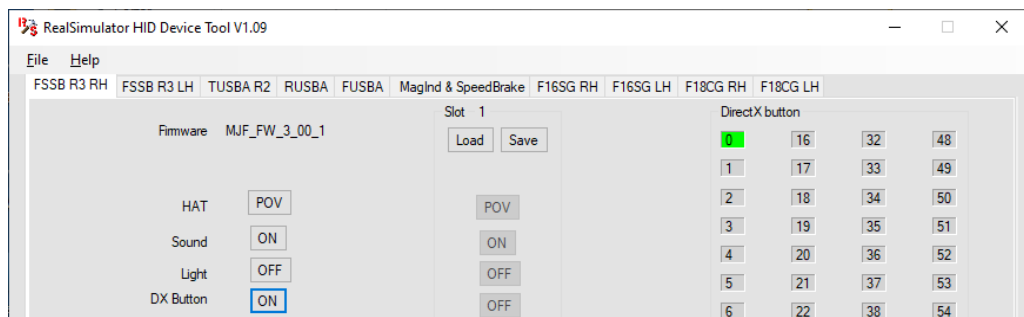 RS RealSimulator HID Device Tool V1.09
File Help
FSSB R3 RH FSSB R3 LH TUSBA R2 RUSBA FUSBA MagInd & SpeedBrake F16SG RH F16SG LH F18CG RH F18CG LH
Firmware MJF_FW_3_00_1
Slot 1
Load Save
HAT POV POV
Sound ON ON
Light OFF OFF
DX Button ON OFF
DirectX button
0 16 32 48
1 17 33 49
2 18 34 50
3 19 35 51
4 20 36 52
5 21 37 53
6 22 38 54